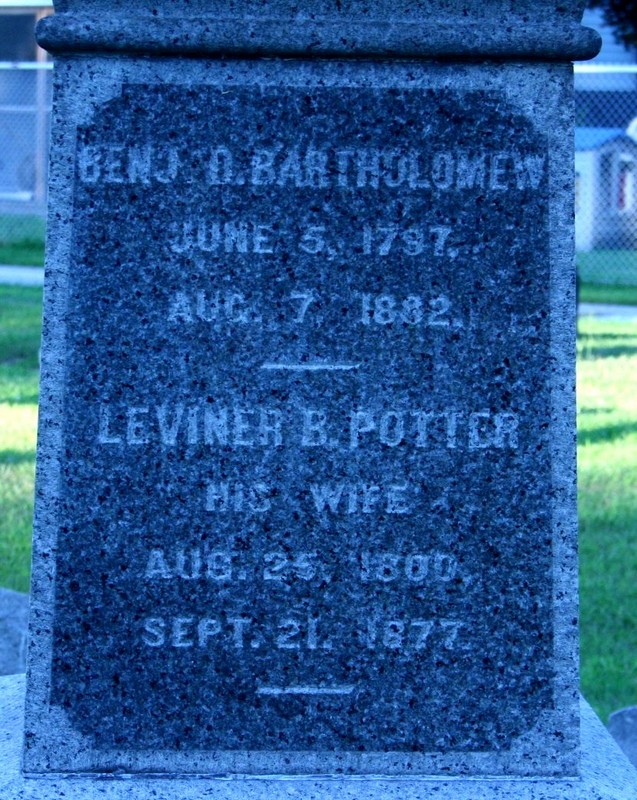 BENJ. D. BARTHOLOMEW
JUNE 5, 1797,
AUG. 7, 1882.
LEVINER B. POTTER
HIS WIFE
AUG. 25, 1800,
SEPT. 21, 1877.